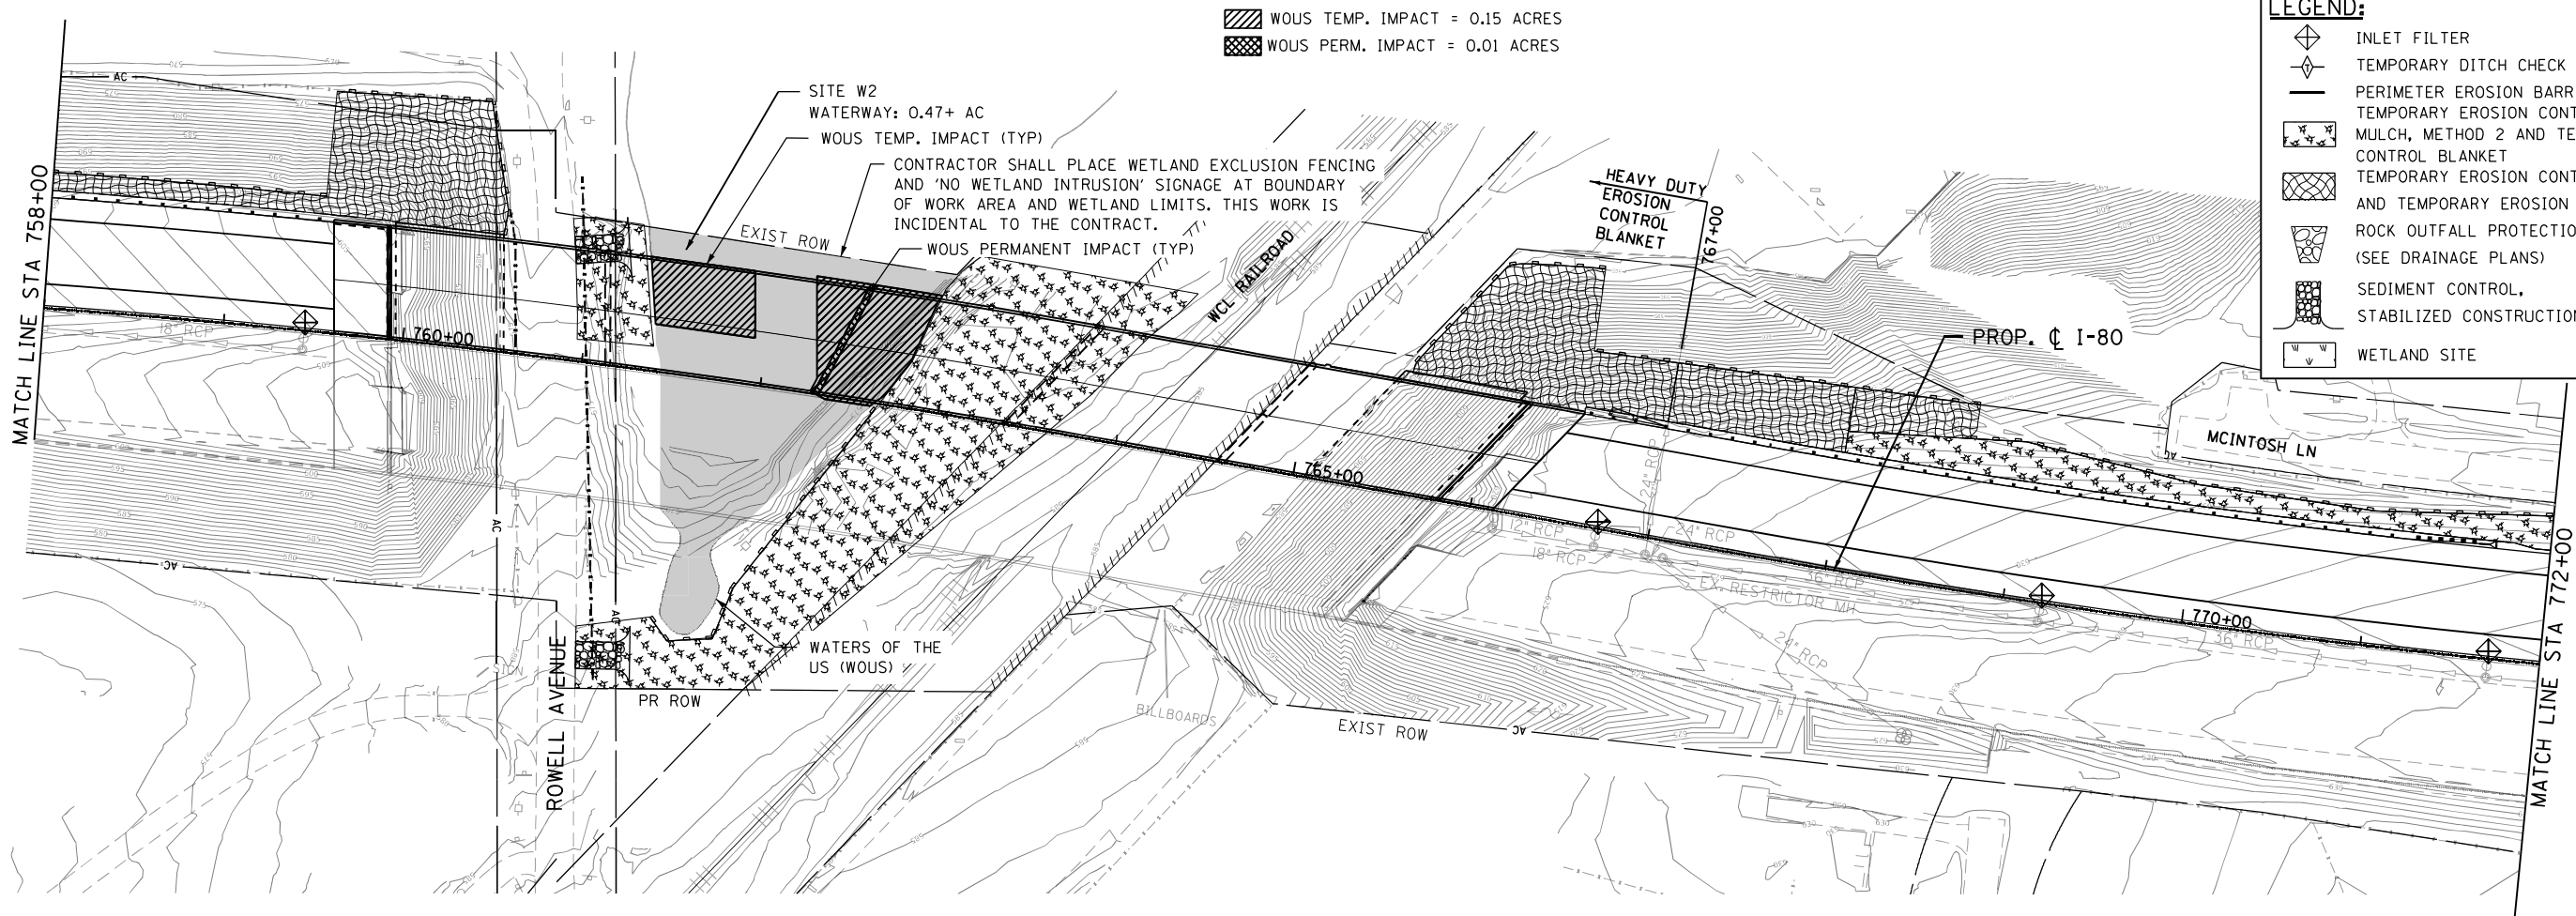 WOUS TEMP. IMPACT = 0.15 ACRES
WOUS PERM. IMPACT = 0.01 ACRES
LEGEND:
INLET FILTER
TEMPORARY DITCH CHECK
PERIMETER EROSION BARR
TEMPORARY EROSION CONT
MULCH, METHOD 2 AND TE
CONTROL BLANKET
TEMPORARY EROSION CONT
AND TEMPORARY EROSION
ROCK OUTFALL PROTECTIO
(SEE DRAINAGE PLANS)
SEDIMENT CONTROL,
STABILIZED CONSTRUCTION
WETLAND SITE
SITE W2
WATERWAY: 0.47+ AC
WOUS TEMP. IMPACT (TYP)
CONTRACTOR SHALL PLACE WETLAND EXCLUSION FENCING
AND 'NO WETLAND INTRUSION' SIGNAGE AT BOUNDARY
OF WORK AREA AND WETLAND LIMITS. THIS WORK IS
INCIDENTAL TO THE CONTRACT.
WOUS PERMANENT IMPACT (TYP)
EXIST ROW
HEAVY DUTY
EROSION
CONTROL
BLANKET
767+00
WCL RAILROAD
PROP. ℄ I-80
MCINTOSH LN
MATCH LINE STA 758+00
18" RCP
760+00
765+00
770+00
12" RCP
18" RCP
24" RCP
24" RCP
36" RCP
EX. RESTRICTOR MH
24" RCP
36" RCP
MATCH LINE STA 772+00
AC
AC
AC
AC
AC
AC
ROWELL AVENUE
WATERS OF THE
US (WOUS)
PR ROW
BILLBOARDS
EXIST ROW